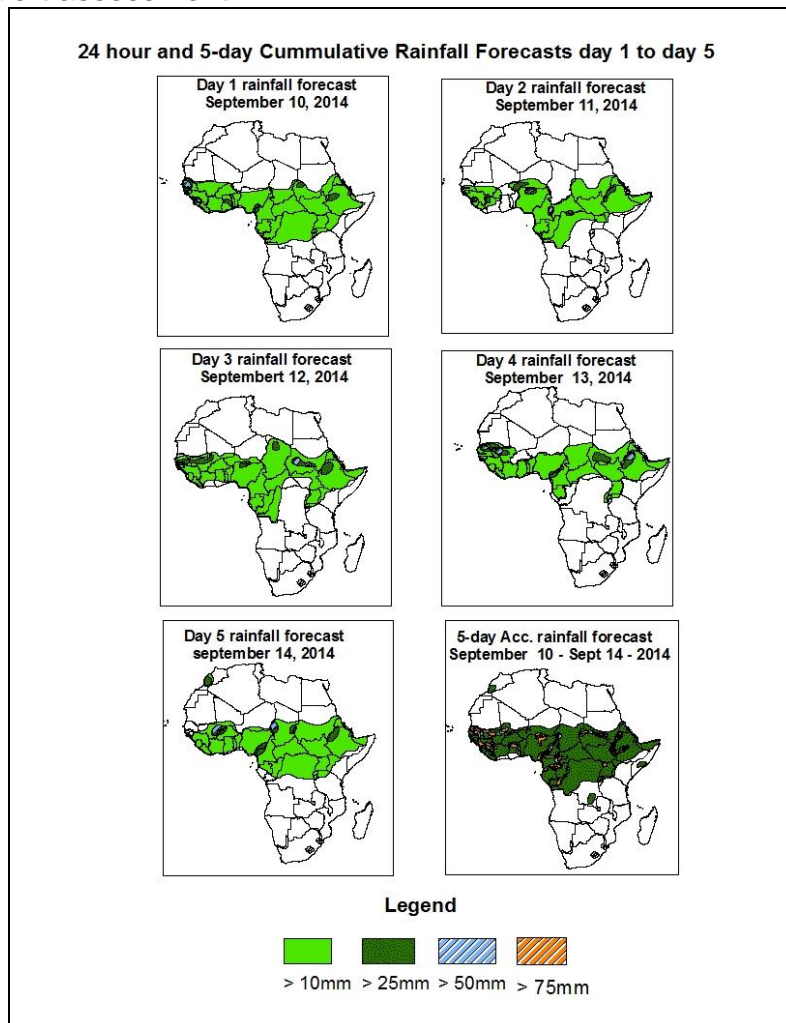 24 hour and 5-day Cummulative Rainfall Forecasts day 1 to day 5
Day 1 rainfall forecast
September 10, 2014
Day 2 rainfall forecast
September 11, 2014
Day 3 rainfall forecast
Septembert 12, 2014
Day 4 rainfall forecast
September 13, 2014
Day 5 rainfall forecast
september 14, 2014
5-day Acc. rainfall forecast
September 10 - Sept 14 - 2014
Legend
> 10mm > 25mm > 50mm > 75mm